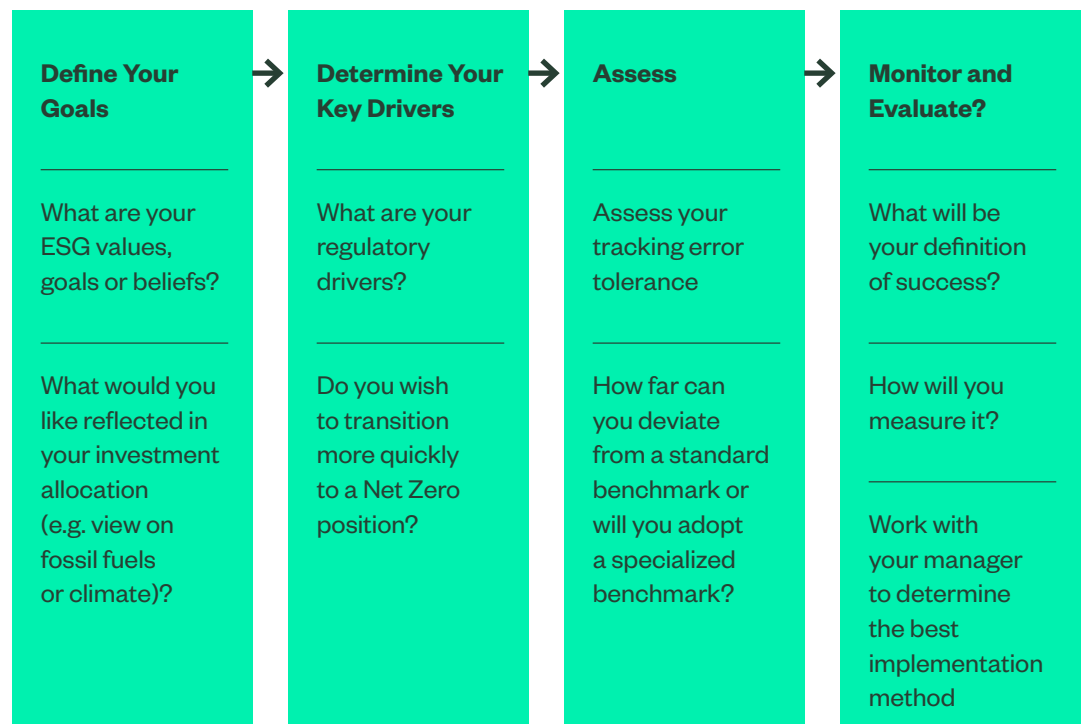 Define Your
Goals
What are your
ESG values,
goals or beliefs?
What would you
like reflected in
your investment
allocation
(e.g. view on
fossil fuels
or climate)?
Determine Your
Key Drivers
What are your
regulatory
drivers?
Do you wish
to transition
more quickly
to a Net Zero
position?
Assess
Assess your
tracking error
tolerance
How far can
you deviate
from a standard
benchmark or
will you adopt
a specialized
benchmark?
Monitor and
Evaluate?
What will be
your definition
of success?
How will you
measure it?
Work with
your manager
to determine
the best
implementation
method